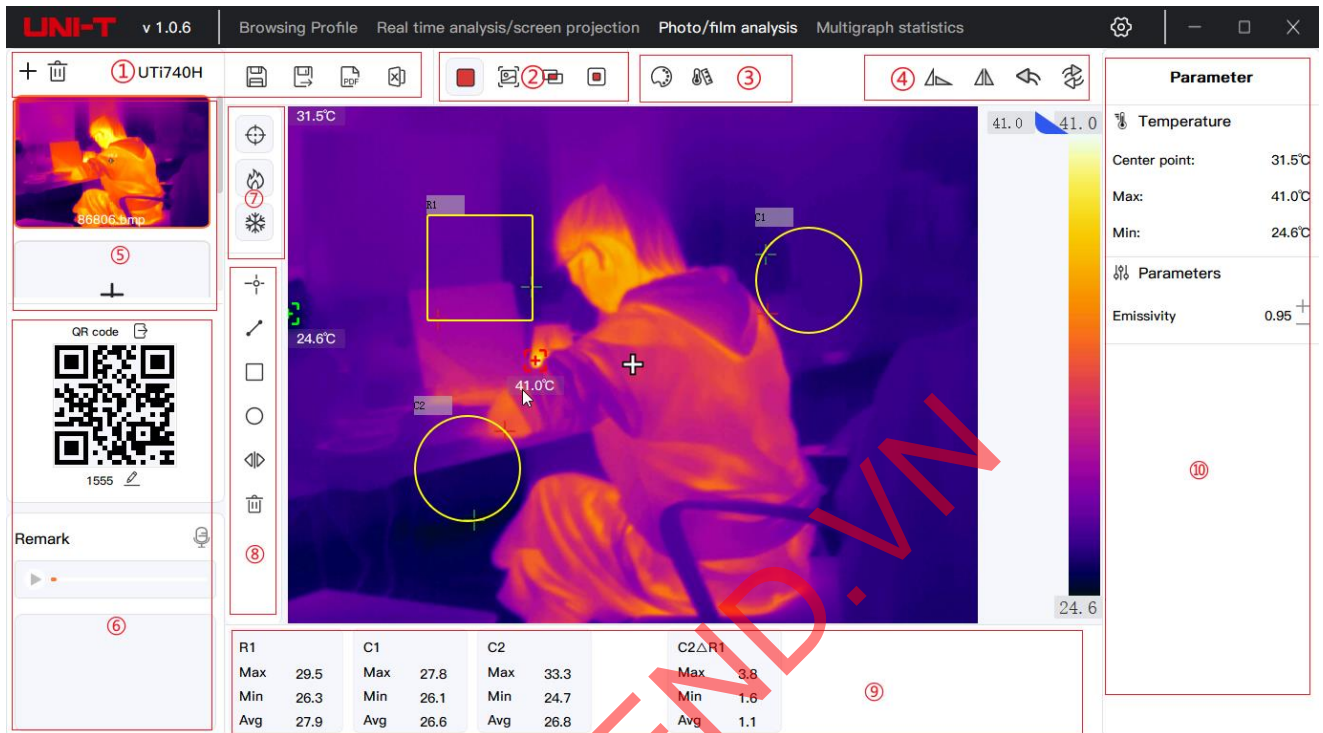 UNI-T v 1.0.6 Browsing Profile Real time analysis/screen projection Photo/film analysis Multigraph statistics
① UTi740H PDF ② ③ ④ Parameter
86806.bmp
⑤
QR code
1555
Remark
⑥
⑦
⑧
31.5℃
24.6℃
R1
C1
41.0℃
C2
41.0 41.0
24.6
Temperature
Center point: 31.5℃
Max: 41.0℃
Min: 24.6℃
Parameters
Emissivity 0.95
⑩
R1 C1 C2 C2△R1
Max 29.5 Max 27.8 Max 33.3 Max 3.8
Min 26.3 Min 26.1 Min 24.7 Min 1.6
Avg 27.9 Avg 26.6 Avg 26.8 Avg 1.1
⑨